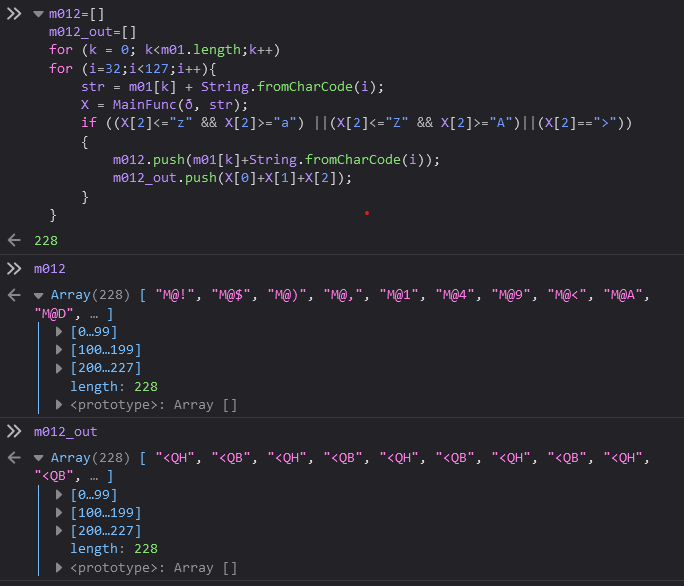 m012=[]
m012_out=[]
for (k = 0; k<m01.length;k++)
for (i=32;i<127;i++){
str = m01[k] + String.fromCharCode(i);
X = MainFunc(ð, str);
if ((X[2]<="z" && X[2]>="a") ||(X[2]<="Z" && X[2]>="A")||(X[2]==">"))
{
m012.push(m01[k]+String.fromCharCode(i));
m012_out.push(X[0]+X[1]+X[2]);
}
}
228
m012
Array(228) [ "M@!", "M@$", "M@)", "M@,", "M@1", "M@4", "M@9", "M@<", "M@A",
"M@D", … ]
[0…99]
[100…199]
[200…227]
length: 228
<prototype>: Array []
m012_out
Array(228) [ "<QH", "<QB", "<QH", "<QB", "<QH", "<QB", "<QH", "<QB", "<QH",
"<QB", … ]
[0…99]
[100…199]
[200…227]
length: 228
<prototype>: Array []